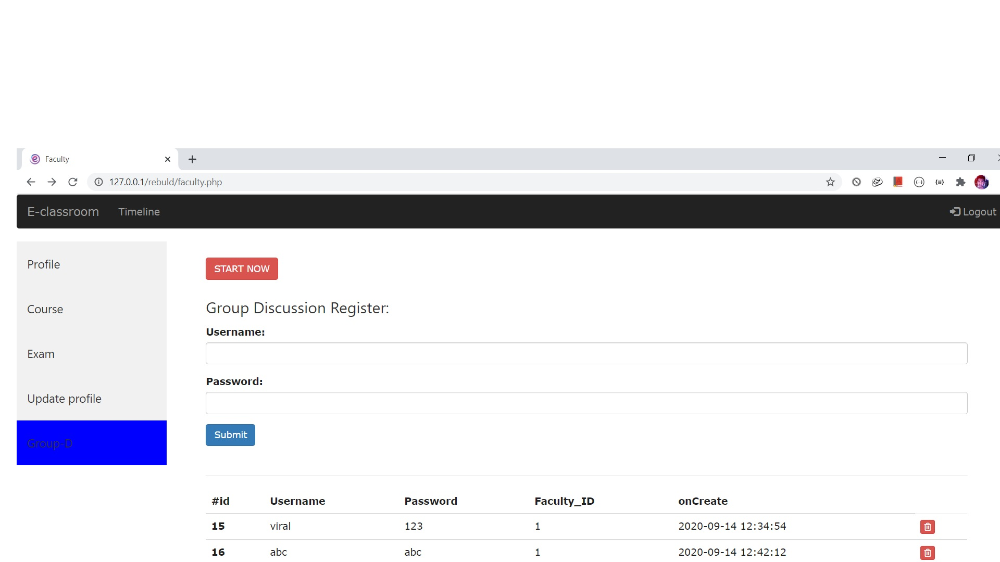 Faculty
127.0.0.1/rebuld/faculty.php
E-classroom Timeline Logout
Profile
Course
Exam
Update profile
Group-D
START NOW
Group Discussion Register:
Username:
Password:
Submit
#id Username Password Faculty_ID onCreate
15 viral 123 1 2020-09-14 12:34:54
16 abc abc 1 2020-09-14 12:42:12